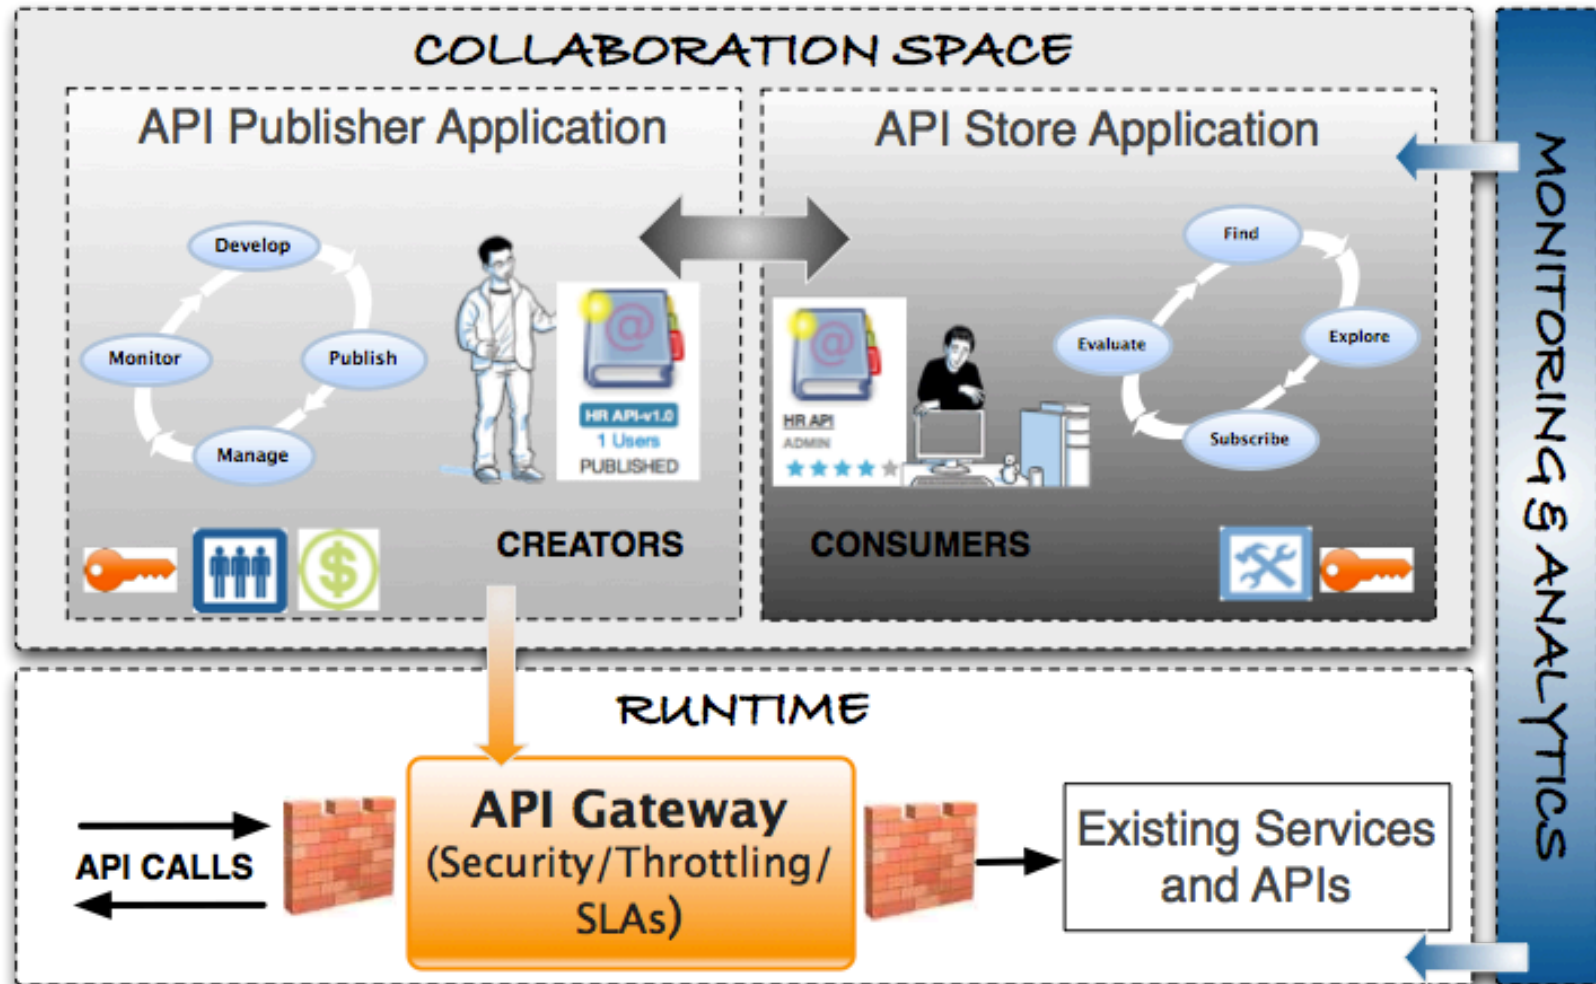 COLLABORATION SPACE
API Publisher Application
Develop
Monitor
Publish
Manage
@
HR API-v1.0
1 Users
PUBLISHED
CREATORS
$
API Store Application
Find
Evaluate
Explore
Subscribe
@
HR API
ADMIN
CONSUMERS
RUNTIME
API CALLS
API Gateway
(Security/Throttling/
SLAs)
Existing Services
and APIs
MONITORING & ANALYTICS